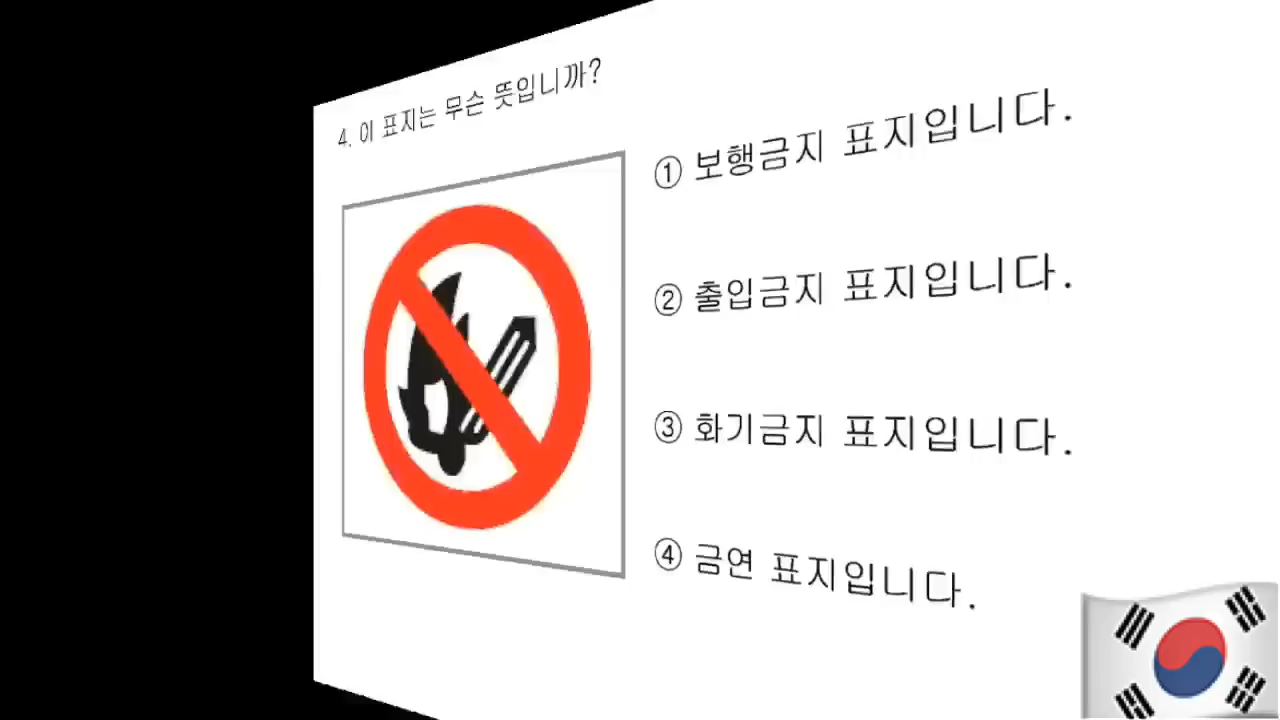 4. 이 표지는 무슨 뜻입니까?
① 보행금지 표지입니다.
② 출입금지 표지입니다.
③ 화기금지 표지입니다.
④ 금연 표지입니다.